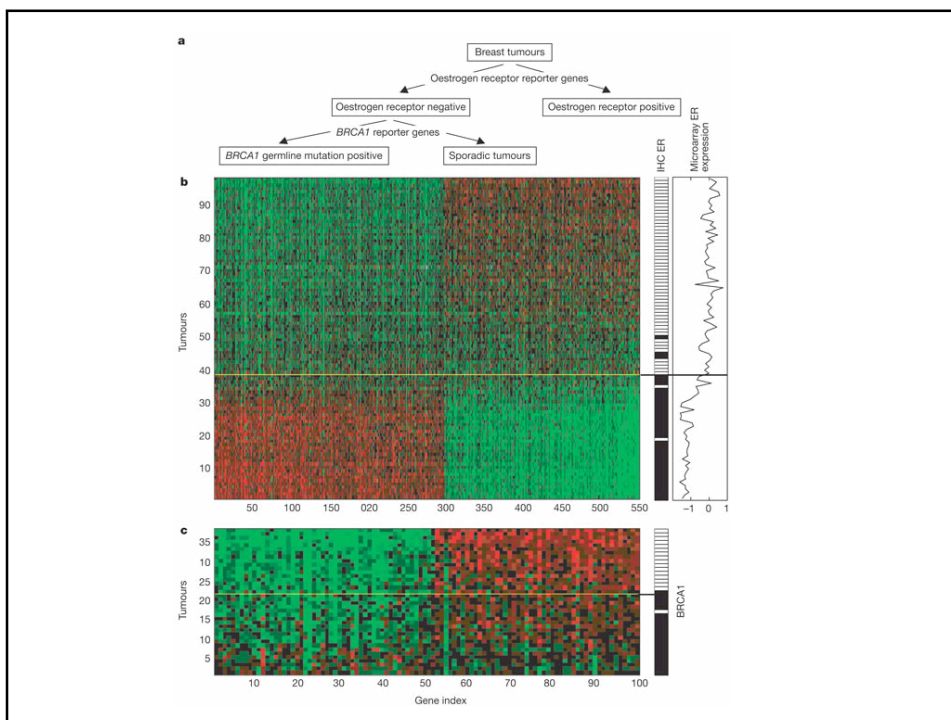 a
Breast tumours
Oestrogen receptor reporter genes
Oestrogen receptor negative
Oestrogen receptor positive
BRCA1 reporter genes
BRCA1 germline mutation positive
Sporadic tumours
IHC ER
Microarray ER
expression
b
90
80
70
60
50
40
30
20
10
Tumours
50
100
150
020
250
300
350
400
450
500
550
−1
0
1
c
35
10
25
20
15
10
5
Tumours
BRCA1
10
20
30
40
50
60
70
80
90
100
Gene index